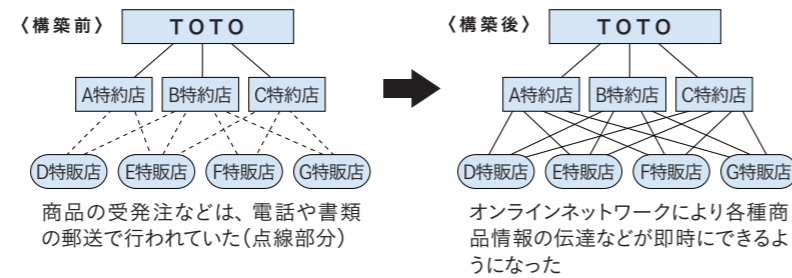 〈構築前〉
TOTO
A特約店
B特約店
C特約店
D特販店
E特販店
F特販店
G特販店
商品の受発注などは、電話や書類
の郵送で行われていた(点線部分)
〈構築後〉
TOTO
A特約店
B特約店
C特約店
D特販店
E特販店
F特販店
G特販店
オンラインネットワークにより各種商
品情報の伝達などが即時にできるよ
うになった